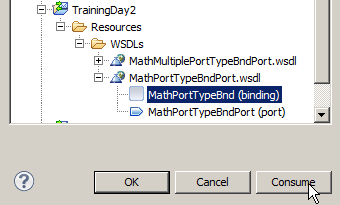 TrainingDay2
Resources
WSDLs
MathMultiplePortTypeBndPort.wsdl
MathPortTypeBndPort.wsdl
MathPortTypeBnd (binding)
MathPortTypeBndPort (port)
? OK Cancel Consume